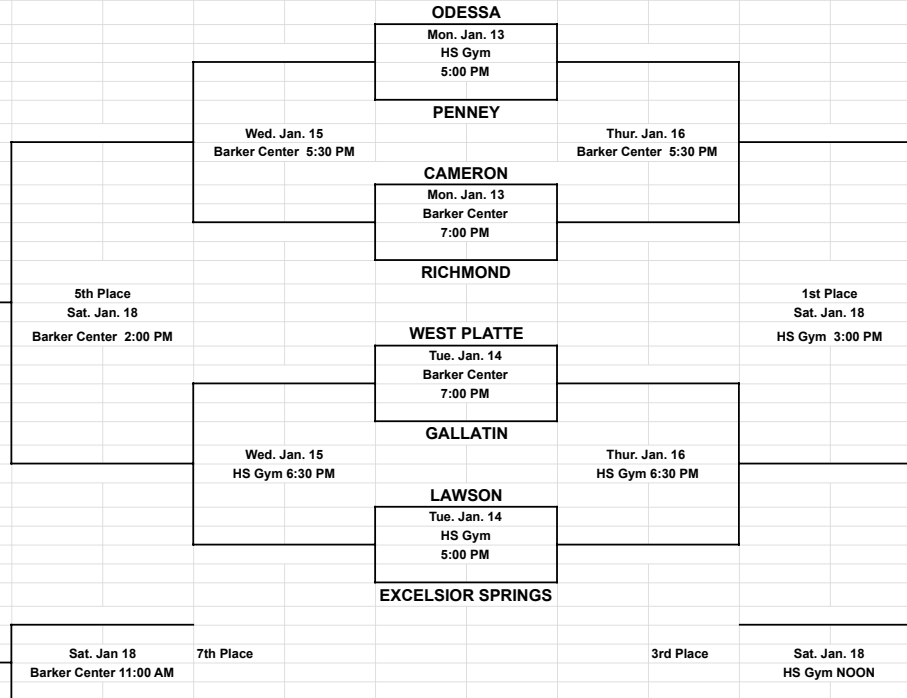 ODESSA
Mon. Jan. 13
HS Gym
5:00 PM
PENNEY
Wed. Jan. 15
Barker Center 5:30 PM
Thur. Jan. 16
Barker Center 5:30 PM
CAMERON
Mon. Jan. 13
Barker Center
7:00 PM
RICHMOND
5th Place
Sat. Jan. 18
Barker Center 2:00 PM
1st Place
Sat. Jan. 18
HS Gym 3:00 PM
WEST PLATTE
Tue. Jan. 14
Barker Center
7:00 PM
GALLATIN
Wed. Jan. 15
HS Gym 6:30 PM
Thur. Jan. 16
HS Gym 6:30 PM
LAWSON
Tue. Jan. 14
HS Gym
5:00 PM
EXCELSIOR SPRINGS
Sat. Jan 18
Barker Center 11:00 AM
7th Place
3rd Place
Sat. Jan. 18
HS Gym NOON